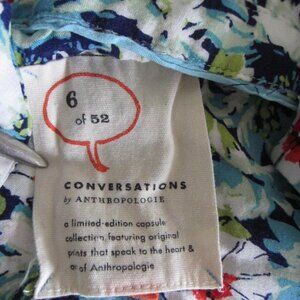 6
of 52
CONVERSATIONS
by ANTHROPOLOGIE
a limited-edition capsule
collection, featuring original
prints that speak to the heart &
of Anthropologie